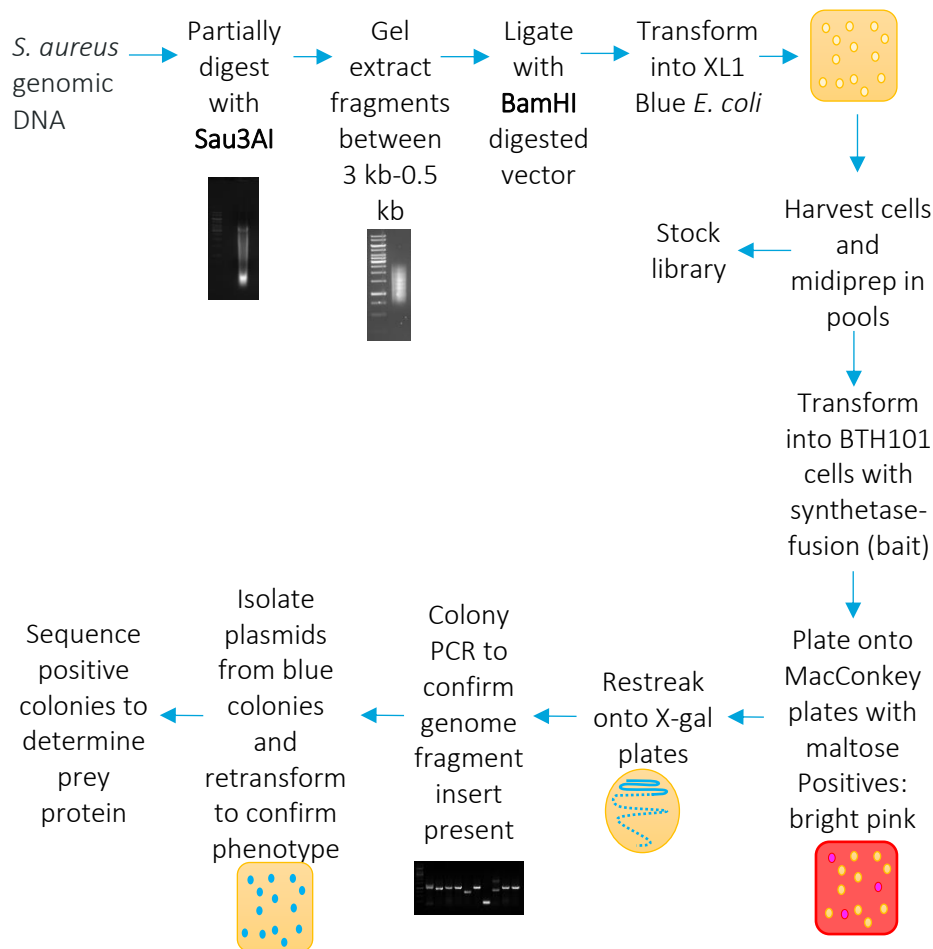 S. aureus
genomic
DNA
Partially
digest
with
Sau3AI
Gel
extract
fragments
between
3 kb-0.5
kb
Ligate
with
BamHI
digested
vector
Transform
into XL1
Blue E. coli
Harvest cells
and
midiprep in
pools
Stock
library
Transform
into BTH101
cells with
synthetase-
fusion (bait)
Plate onto
MacConkey
plates with
maltose
Positives:
bright pink
Restreak
onto X-gal
plates
Colony
PCR to
confirm
genome
fragment
insert
present
Isolate
plasmids
from blue
colonies
and
retransform
to confirm
phenotype
Sequence
positive
colonies to
determine
prey
protein